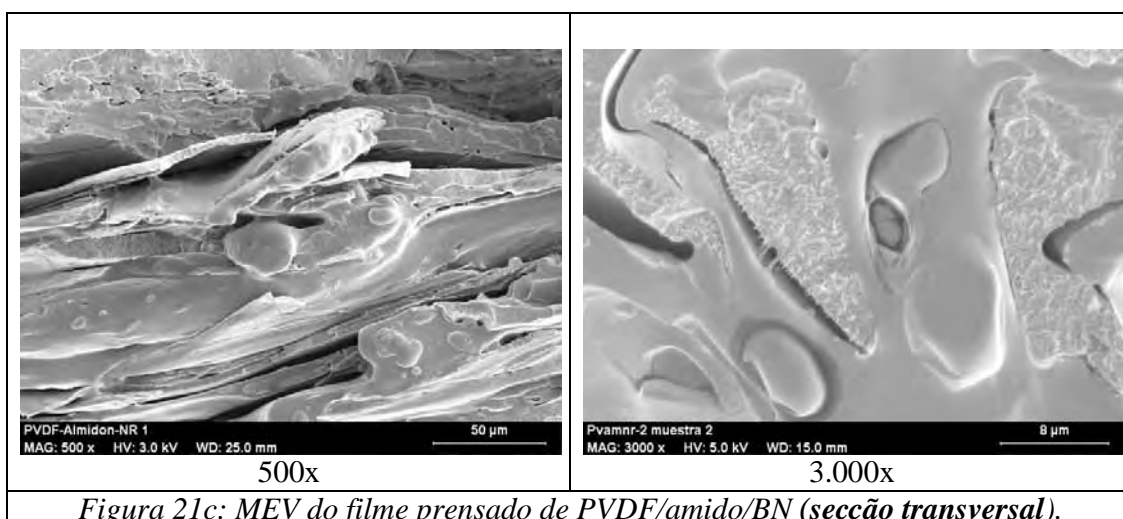 PVDF-Almidon-NR 1
MAG: 500 x HV: 3.0 kV WD: 25.0 mm
50 µm
Pvamnr-2 muestra 2
MAG: 3000 x HV: 5.0 kV WD: 15.0 mm
8 µm
500x
3.000x
Figura 21c: MEV do filme prensado de PVDF/amido/BN (secção transversal).